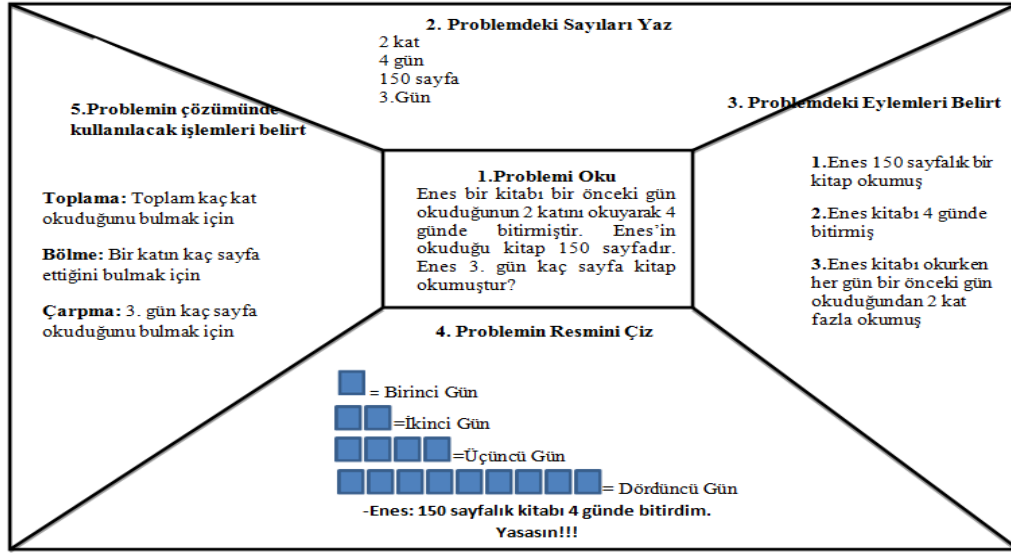 2. Problemdeki Sayıları Yaz
2 kat
4 gün
150 sayfa
3.Gün
5.Problemin çözümünde
kullanılacak işlemleri belirt
Toplama: Toplam kaç kat
okuduğunu bulmak için
Bölme: Bir katın kaç sayfa
ettiğini bulmak için
Çarpma: 3. gün kaç sayfa
okuduğunu bulmak için
1.Problemi Oku
Enes bir kitabı bir önceki gün
okuduğunun 2 katını okuyarak 4
günde bitirmiştir. Enes’in
okuduğu kitap 150 sayfadır.
Enes 3. gün kaç sayfa kitap
okumuştur?
3. Problemdeki Eylemleri Belirt
1.Enes 150 sayfalık bir
kitap okumuş
2.Enes kitabı 4 günde
bitirmiş
3.Enes kitabı okurken
her gün bir önceki gün
okuduğundan 2 kat
fazla okumuş
4. Problemin Resmini Çiz
= Birinci Gün
=İkinci Gün
=Üçüncü Gün
= Dördüncü Gün
-Enes: 150 sayfalık kitabı 4 günde bitirdim.
Yasasın!!!